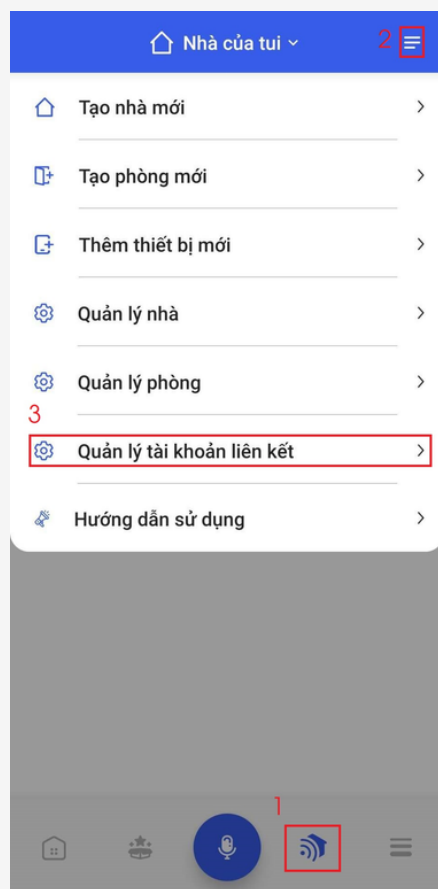 Nhà của tui
2
Tạo nhà mới
Tạo phòng mới
Thêm thiết bị mới
Quản lý nhà
Quản lý phòng
3
Quản lý tài khoản liên kết
Hướng dẫn sử dụng
1